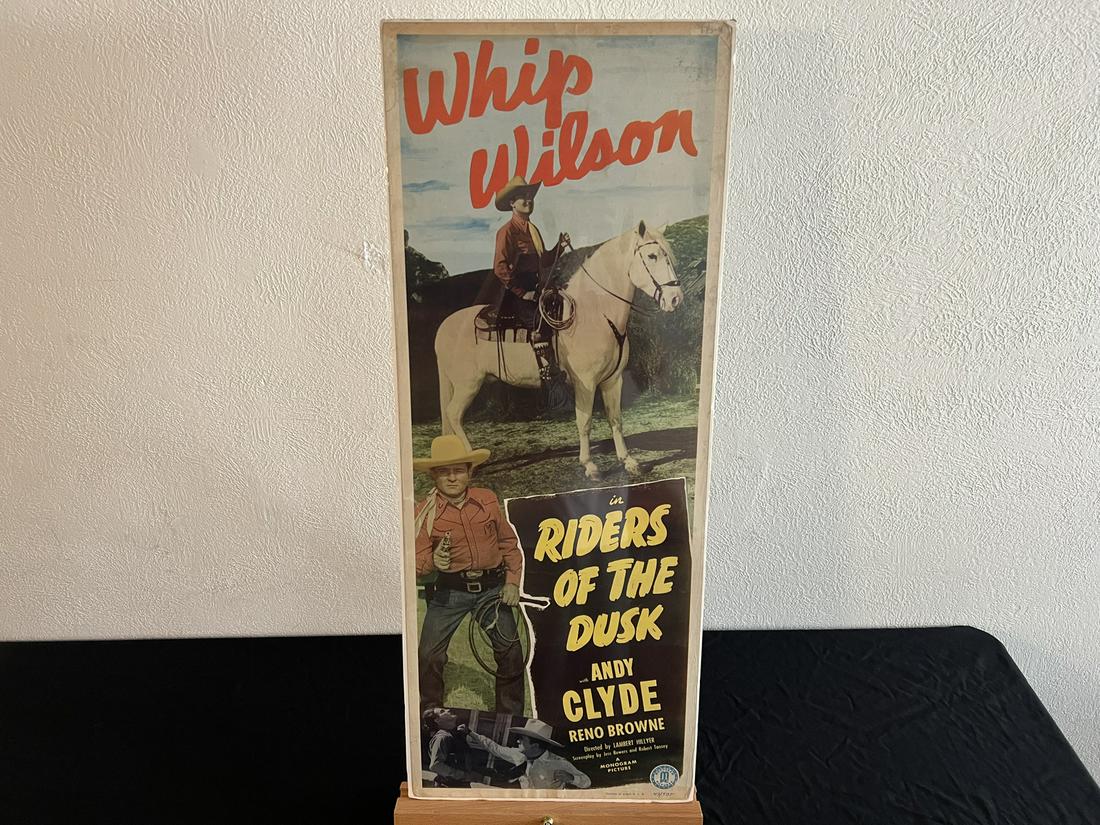 Whip
Wilson
in
RIDERS
OF THE
DUSK
with ANDY
CLYDE
RENO BROWNE
Directed by LAMBERT HILLYER
Screenplay by Jess Bowers and Robert Tansey
A
MONOGRAM
PICTURE